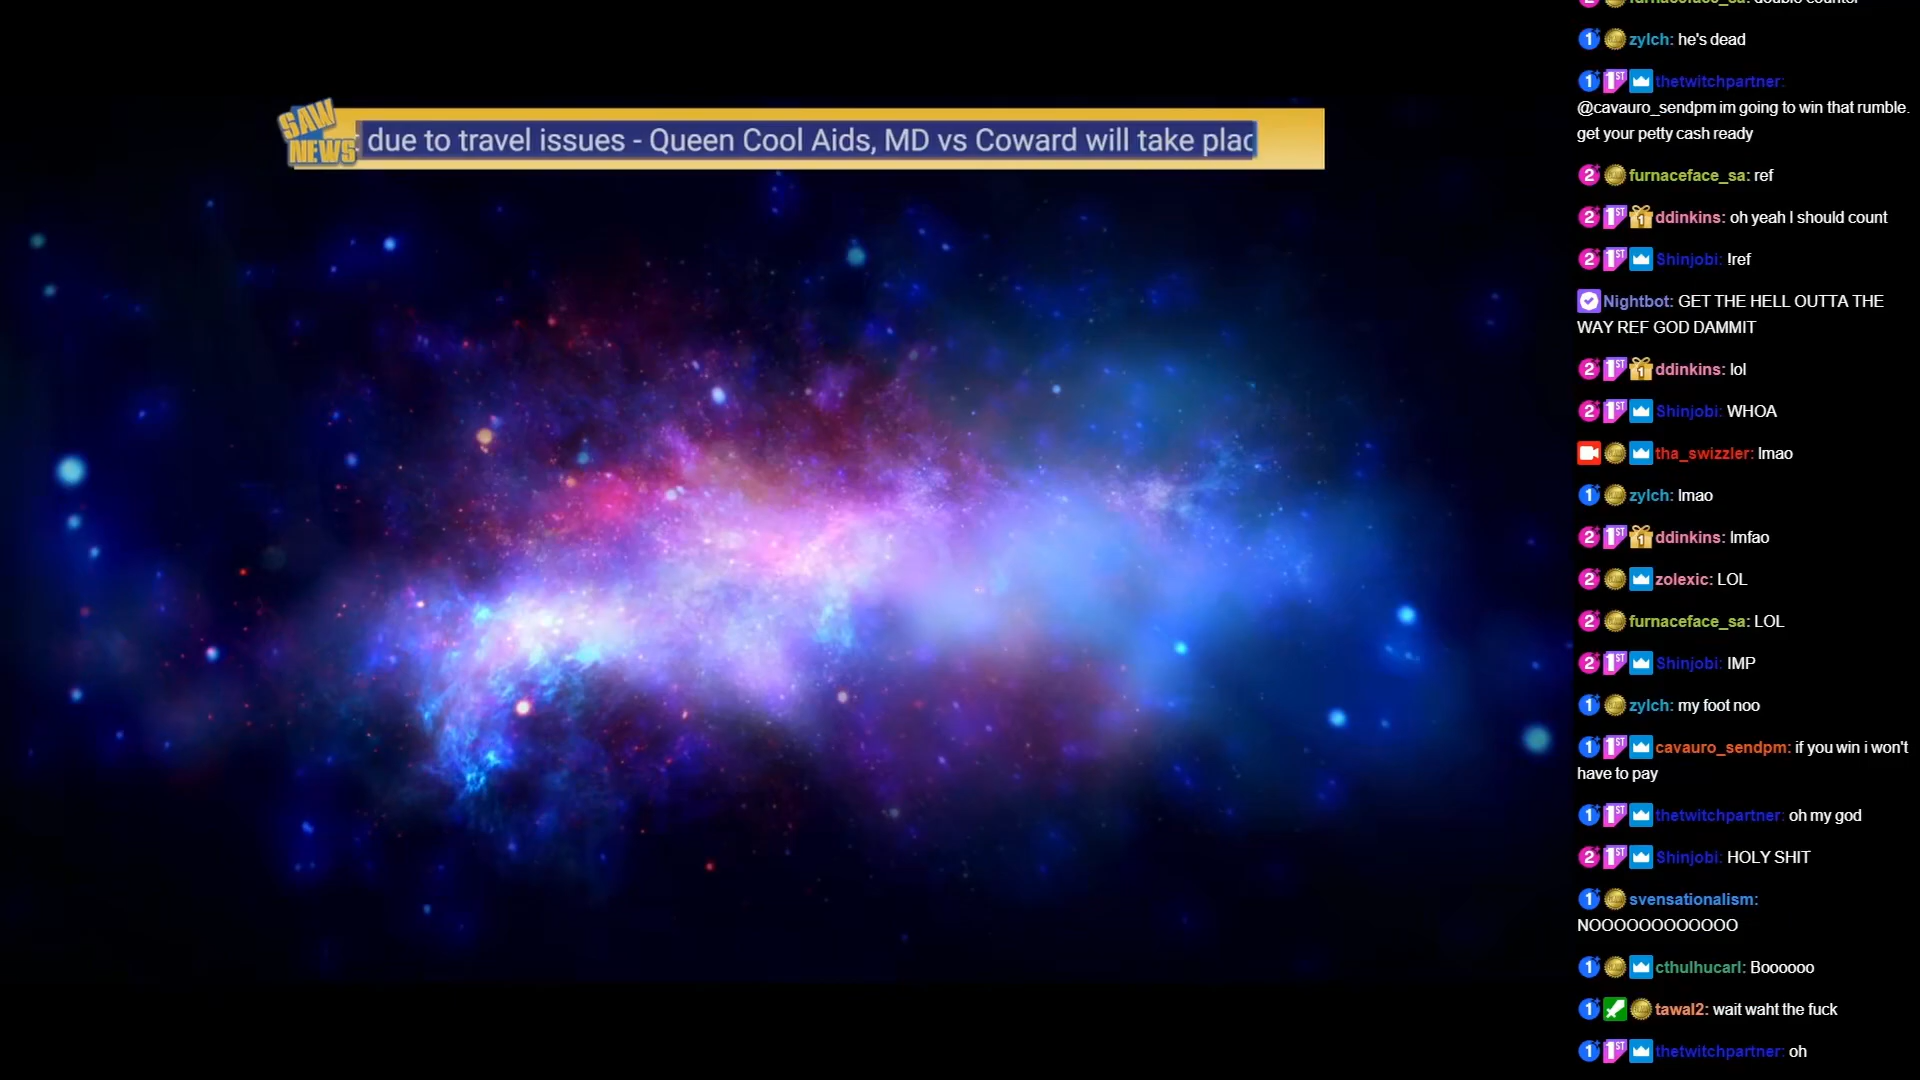 SAW
NEWS
due to travel issues - Queen Cool Aids, MD vs Coward will take plac
furnaceface_sa: double counter
zylch: he's dead
thetwitchpartner:
@cavauro_sendpm im going to win that rumble.
get your petty cash ready
furnaceface_sa: ref
ddinkins: oh yeah I should count
Shinjobi: !ref
Nightbot: GET THE HELL OUTTA THE
WAY REF GOD DAMMIT
ddinkins: lol
Shinjobi: WHOA
tha_swizzler: lmao
zylch: lmao
ddinkins: lmfao
zolexic: LOL
furnaceface_sa: LOL
Shinjobi: IMP
zylch: my foot noo
cavauro_sendpm: if you win i won't
have to pay
thetwitchpartner: oh my god
Shinjobi: HOLY SHIT
svensationalism:
NOOOOOOOOOOOO
cthulhucarl: Boooooo
tawal2: wait waht the fuck
thetwitchpartner: oh